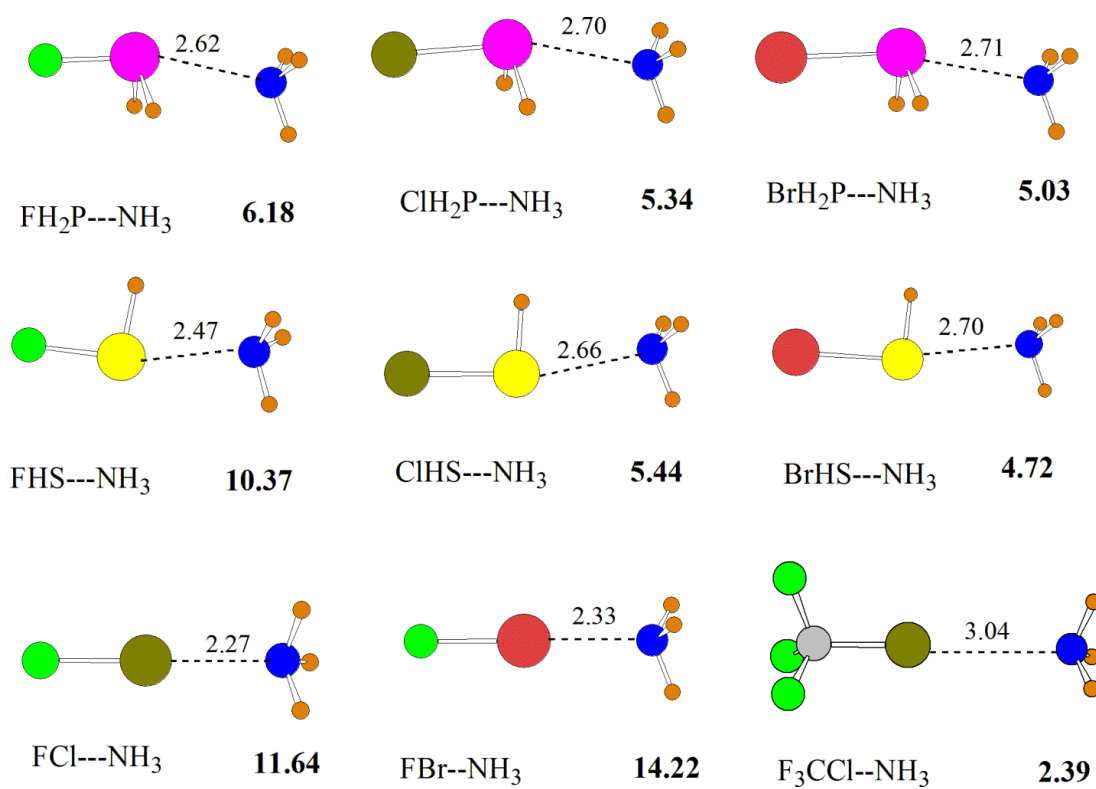 2.62 2.70 2.71
FH₂P---NH₃ 6.18 ClH₂P---NH₃ 5.34 BrH₂P---NH₃ 5.03
2.47 2.66 2.70
FHS---NH₃ 10.37 ClHS---NH₃ 5.44 BrHS---NH₃ 4.72
2.27 2.33 3.04
FCl---NH₃ 11.64 FBr--NH₃ 14.22 F₃CCl--NH₃ 2.39